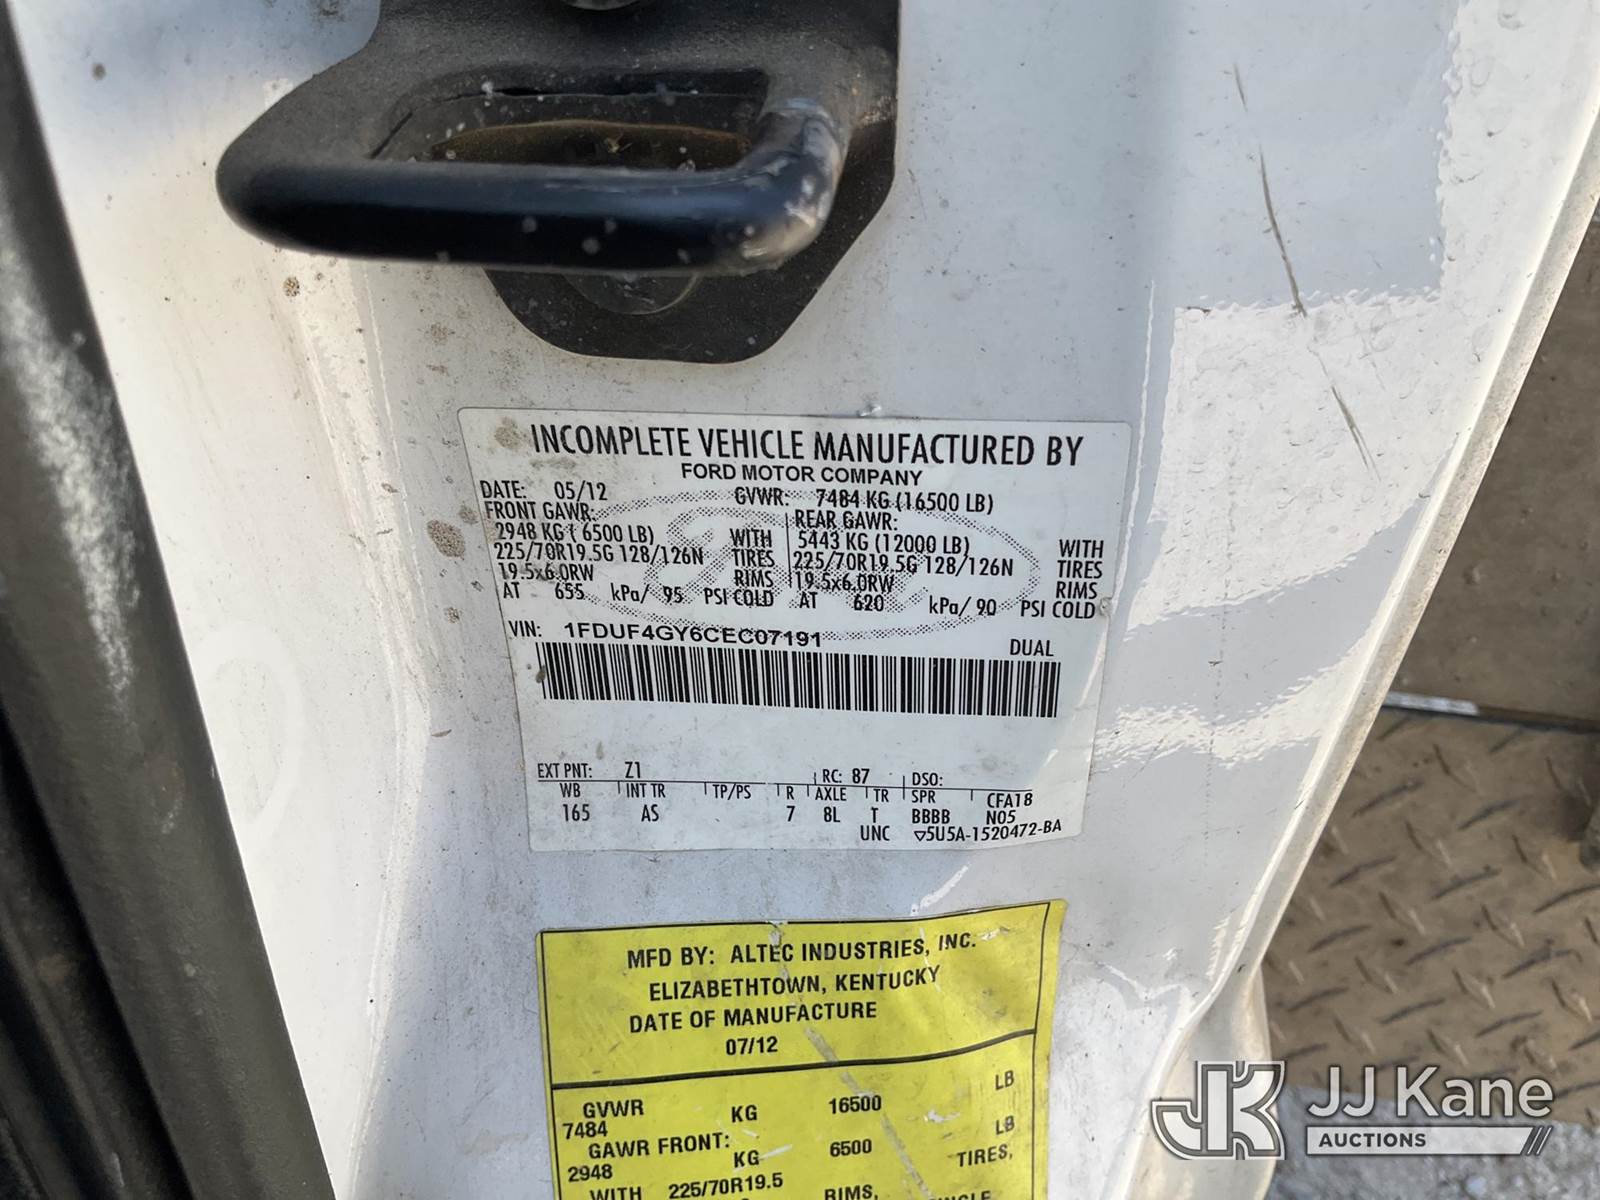 INCOMPLETE VEHICLE MANUFACTURED BY
FORD MOTOR COMPANY
DATE: 05/12 GVWR: 7484 KG (16500 LB)
FRONT GAWR: REAR GAWR:
2948 KG ( 6500 LB) WITH 5443 KG (12000 LB) WITH
225/70R19.5G 128/126N TIRES 225/70R19.5G 128/126N TIRES
19.5x6.0RW RIMS 19.5x6.0RW RIMS
AT 655 kPa/ 95 PSI COLD AT 620 kPa/ 90 PSI COLD
VIN: 1FDUF4GY6CEC07191 DUAL
EXT PNT: Z1 RC: 87 DSO:
WB INT TR TP/PS R AXLE TR SPR CFA18
165 AS 7 8L T BBBB N05
UNC 5U5A-1520472-BA
MFD BY: ALTEC INDUSTRIES, INC.
ELIZABETHTOWN, KENTUCKY
DATE OF MANUFACTURE
07/12
GVWR KG 16500 LB
7484
GAWR FRONT: KG 6500 LB
2948 TIRES,
WITH 225/70R19.5 RIMS,
JK JJ Kane
AUCTIONS